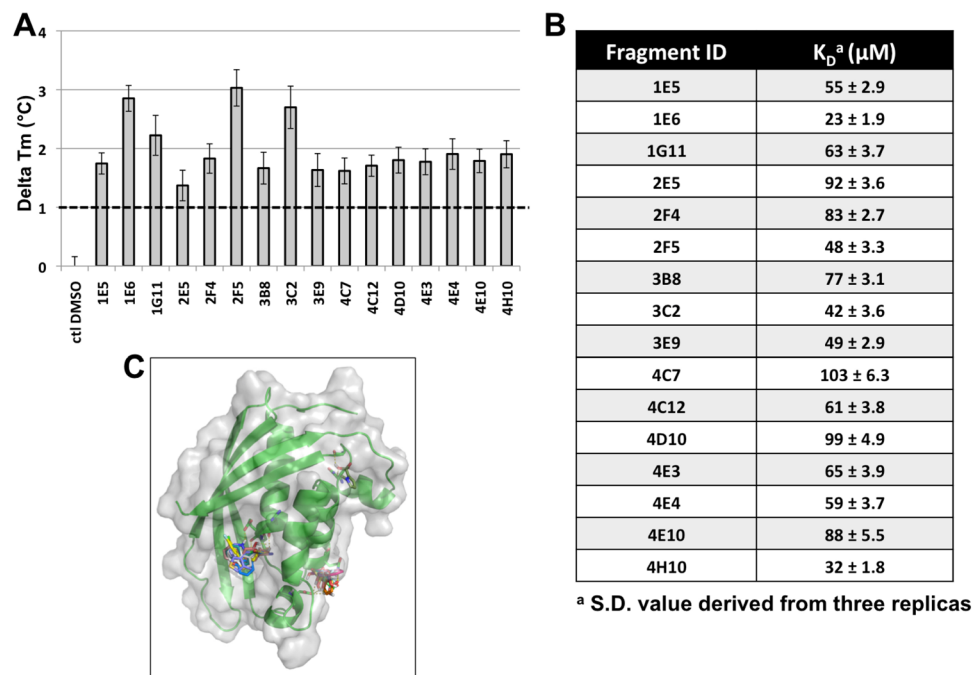 A
4
3
2
1
0
Delta Tm (°C)
ctl DMSO
1E5
1E6
1G11
2E5
2F4
2F5
3B8
3C2
3E9
4C7
4C12
4D10
4E3
4E4
4E10
4H10
B
Fragment ID KDᵃ (µM)
1E5 55 ± 2.9
1E6 23 ± 1.9
1G11 63 ± 3.7
2E5 92 ± 3.6
2F4 83 ± 2.7
2F5 48 ± 3.3
3B8 77 ± 3.1
3C2 42 ± 3.6
3E9 49 ± 2.9
4C7 103 ± 6.3
4C12 61 ± 3.8
4D10 99 ± 4.9
4E3 65 ± 3.9
4E4 59 ± 3.7
4E10 88 ± 5.5
4H10 32 ± 1.8
ᵃ S.D. value derived from three replicas
C